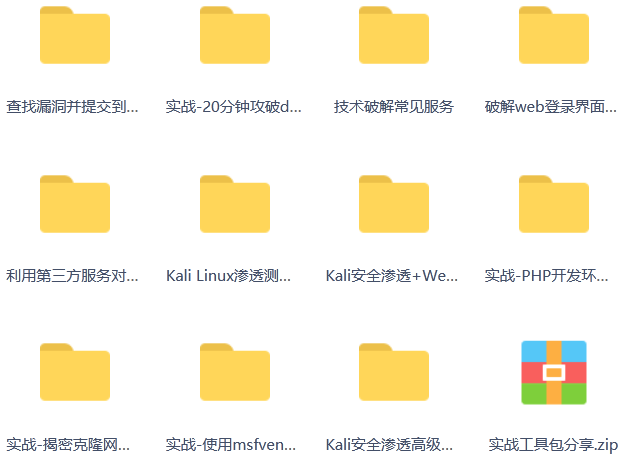 查找漏洞并提交到...
实战-20分钟攻破d...
技术破解常见服务
破解web登录界面...
利用第三方服务对...
Kali Linux渗透测...
Kali安全渗透+We...
实战-PHP开发环...
实战-揭密克隆网...
实战-使用msfven...
Kali安全渗透高级...
实战工具包分享.zip